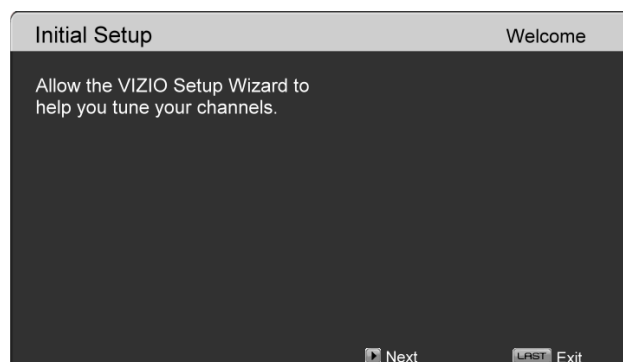 Initial Setup Welcome
Allow the VIZIO Setup Wizard to
help you tune your channels.
Next LAST Exit